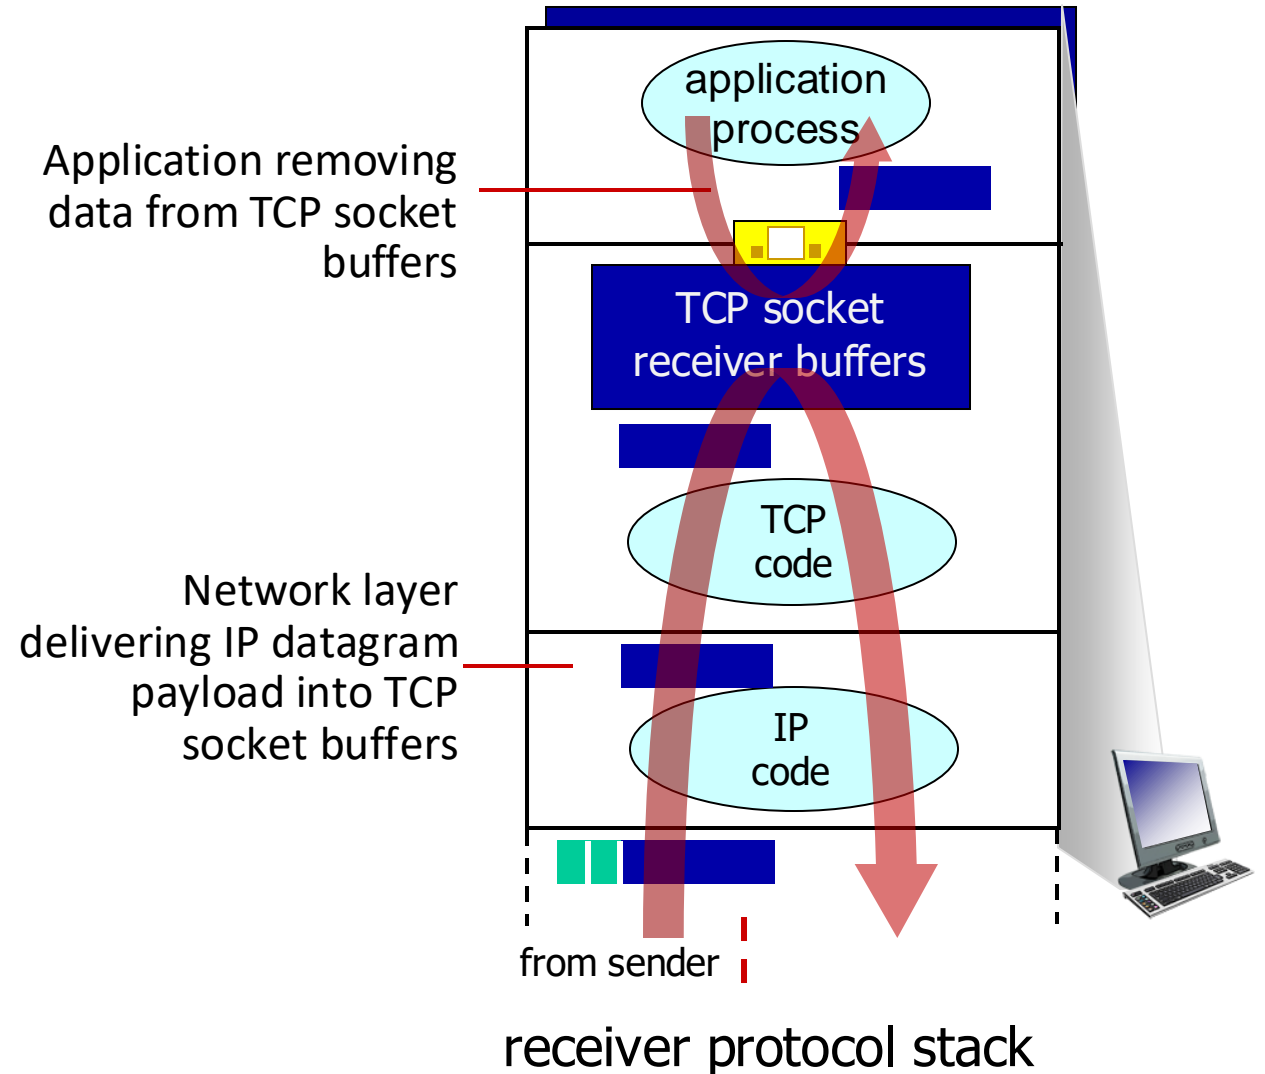 application
process
Application removing
data from TCP socket
buffers
TCP socket
receiver buffers
TCP
code
Network layer
delivering IP datagram
payload into TCP
socket buffers
IP
code
from sender
receiver protocol stack